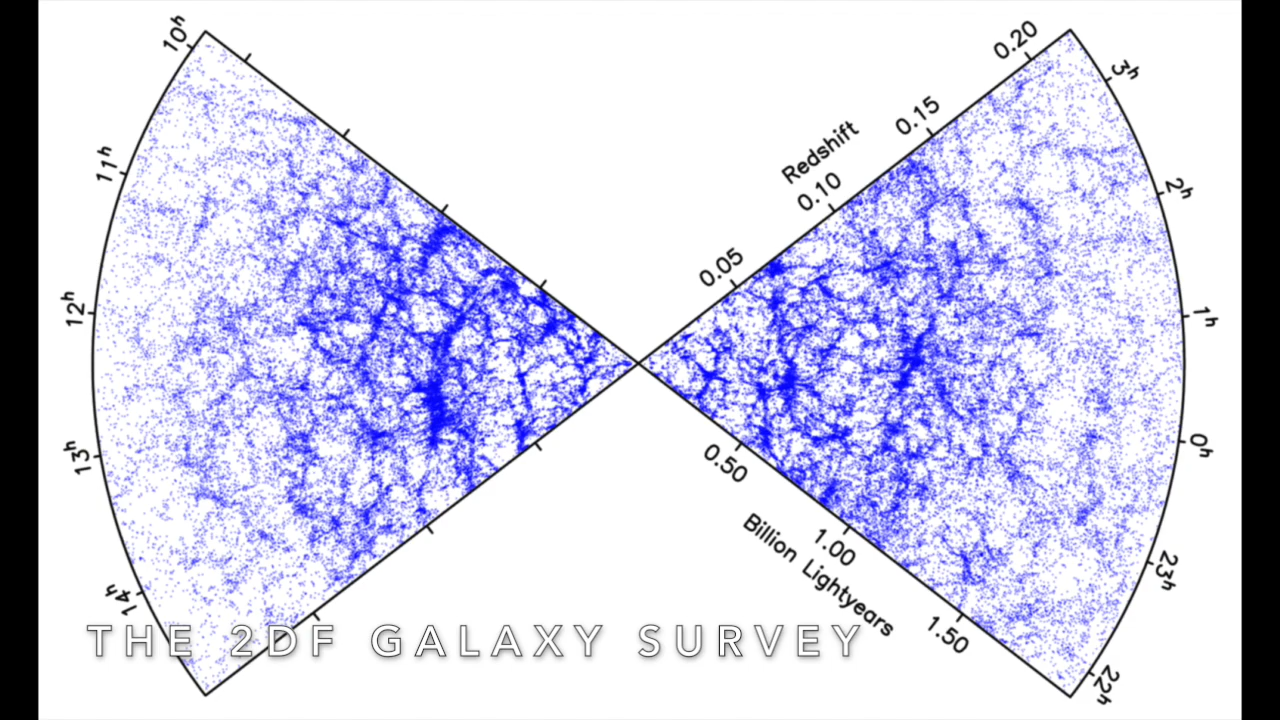 10h
11h
12h
13h
14h
Redshift
0.05
0.10
0.15
0.20
3h
2h
1h
0h
23h
22h
0.50
1.00
1.50
Billion Lightyears
THE 2DF GALAXY SURVEY